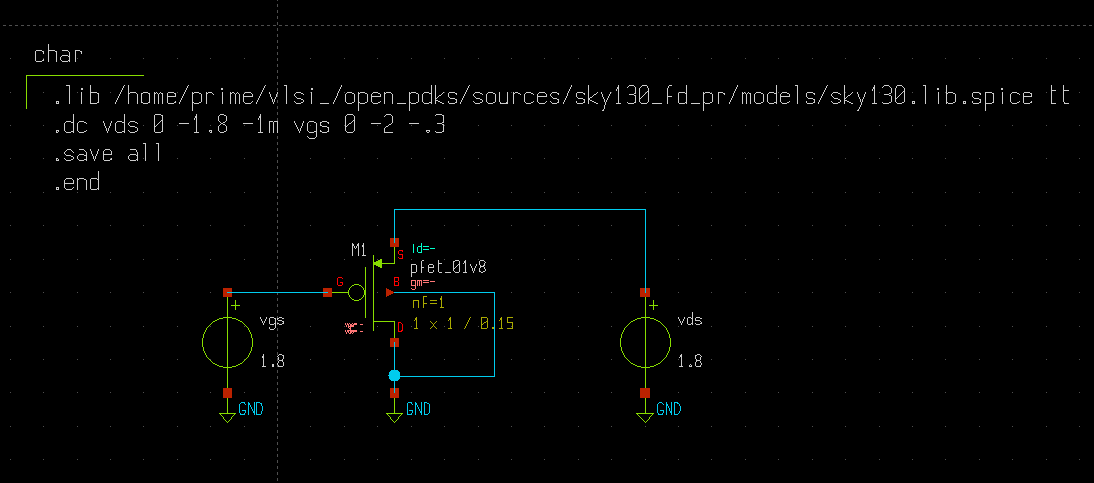 char
.lib /home/prime/vlsi_/open_pdks/sources/sky130_fd_pr/models/sky130.lib.spice tt
.dc vds 0 -1.8 -1m vgs 0 -2 -.3
.save all
.end
M1
S
id=-
pfet_01v8
G
B
gm=-
nf=1
D
1 x 1 / 0.15
+
vgs
1.8
+
vds
1.8
GND
GND
GND